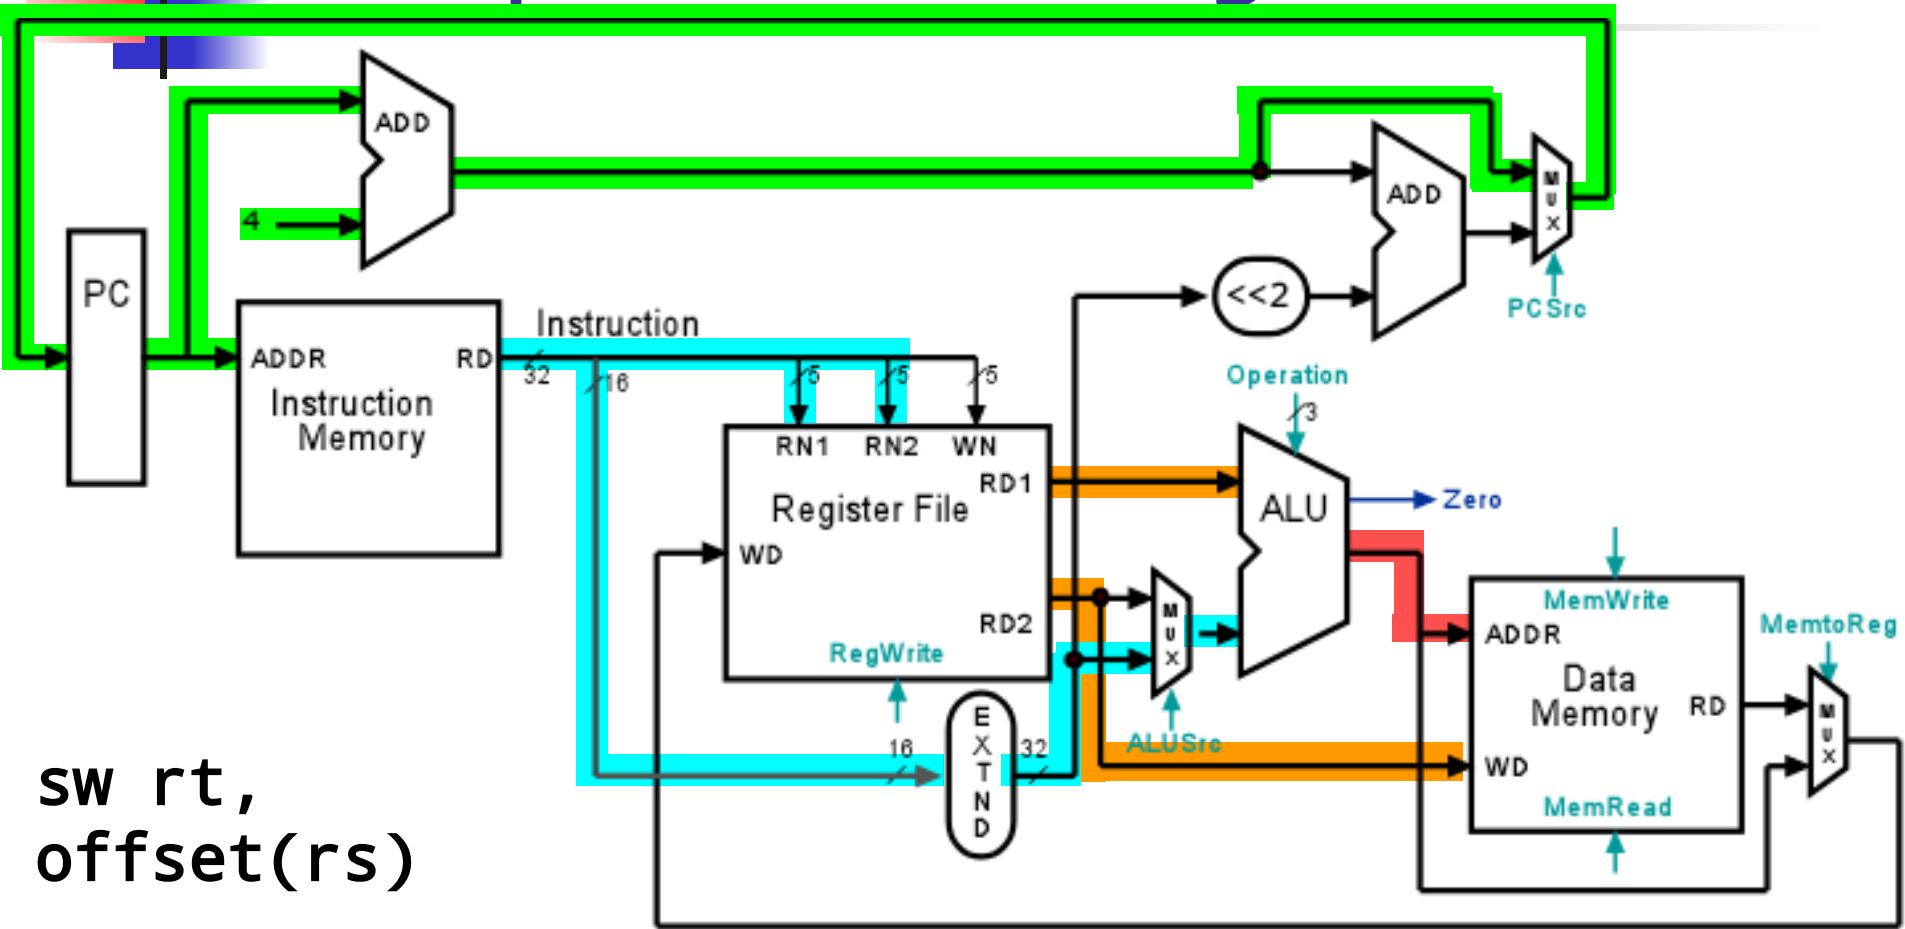 ADD
4
ADD
M
U
X
PC
<<2
PCSrc
Instruction
ADDR
RD
32
16
5
5
5
Operation
3
Instruction
Memory
RN1
RN2
WN
RD1
Register File
ALU
Zero
WD
RD2
RegWrite
M
U
X
ALUSrc
MemWrite
ADDR
Data
Memory
RD
WD
MemRead
MemtoReg
M
U
X
16
E
X
T
N
D
32
sw rt,
offset(rs)